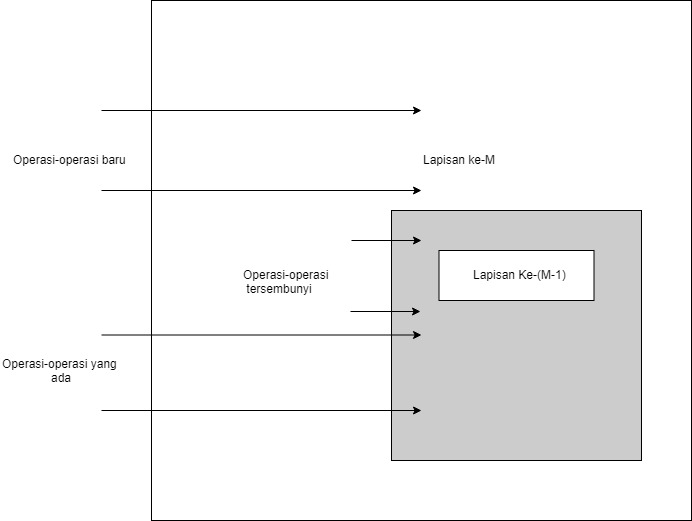 Operasi-operasi baru
Lapisan ke-M
Operasi-operasi
tersembunyi
Lapisan Ke-(M-1)
Operasi-operasi yang
ada